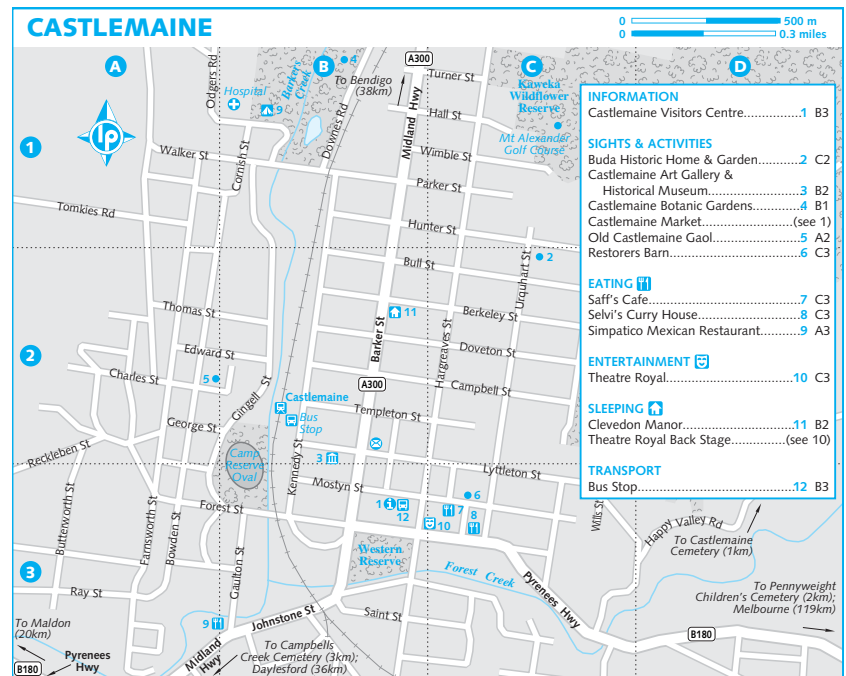 CASTLEMAINE
0 500 m
0 0.3 miles
A
B
C
D
1
2
3
lp
INFORMATION
Castlemaine Visitors Centre..............1 B3
SIGHTS & ACTIVITIES
Buda Historic Home & Garden..........2 C2
Castlemaine Art Gallery &
Historical Museum.......................3 B2
Castlemaine Botanic Gardens...........4 B1
Castlemaine Market....................(see 1)
Old Castlemaine Gaol....................5 A2
Restorers Barn............................6 C3
EATING
Saff's Cafe................................7 C3
Selvi's Curry House......................8 C3
Simpatico Mexican Restaurant..........9 A3
ENTERTAINMENT
Theatre Royal............................10 C3
SLEEPING
Clevedon Manor.........................11 B2
Theatre Royal Back Stage.............(see 10)
TRANSPORT
Bus Stop..................................12 B3
Odgers Rd
Hospital
Barkers
Creek
9
4
To Bendigo
(38km)
A300
Turner St
Kaweka
Wildflower
Reserve
Mt Alexander
Golf Course
Hall St
Midland Hwy
Downes Rd
Wimble St
Walker St
Cornish St
Parker St
Tomkies Rd
Hunter St
Bull St
Urquhart St
2
Thomas St
11
Berkeley St
Barker St
Hargreaves St
Doveton St
Edward St
Charles St
5
Gingell St
A300
Campbell St
Castlemaine
Bus
Stop
Templeton St
George St
Reckleben St
Camp
Reserve
Oval
Kennedy St
3
Lyttleton St
Mostyn St
Forest St
1
12
6
7
8
10
Wills St
Happy Valley Rd
To Castlemaine
Cemetery (1km)
Butterworth St
Farnsworth St
Bowden St
Gaulton St
Western
Reserve
Forest Creek
Pyrenees Hwy
Ray St
9
Johnstone St
Saint St
To Pennyweight
Children's Cemetery (2km);
Melbourne (119km)
B180
To Maldon
(20km)
Pyrenees
Hwy
B180
Midland
Hwy
To Campbells
Creek Cemetery (3km);
Daylesford (36km)